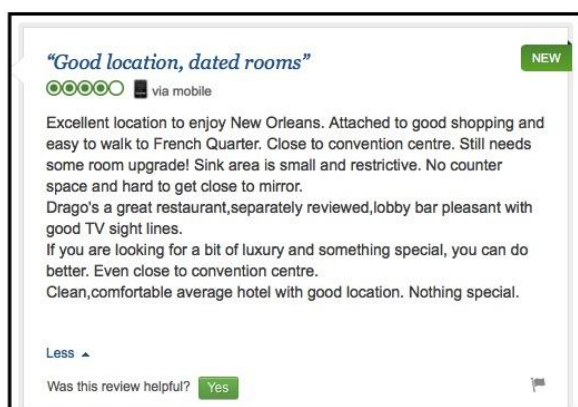 “Good location, dated rooms”
NEW
via mobile
Excellent location to enjoy New Orleans. Attached to good shopping and
easy to walk to French Quarter. Close to convention centre. Still needs
some room upgrade! Sink area is small and restrictive. No counter
space and hard to get close to mirror.
Drago's a great restaurant,separately reviewed,lobby bar pleasant with
good TV sight lines.
If you are looking for a bit of luxury and something special, you can do
better. Even close to convention centre.
Clean,comfortable average hotel with good location. Nothing special.
Less
Was this review helpful? Yes